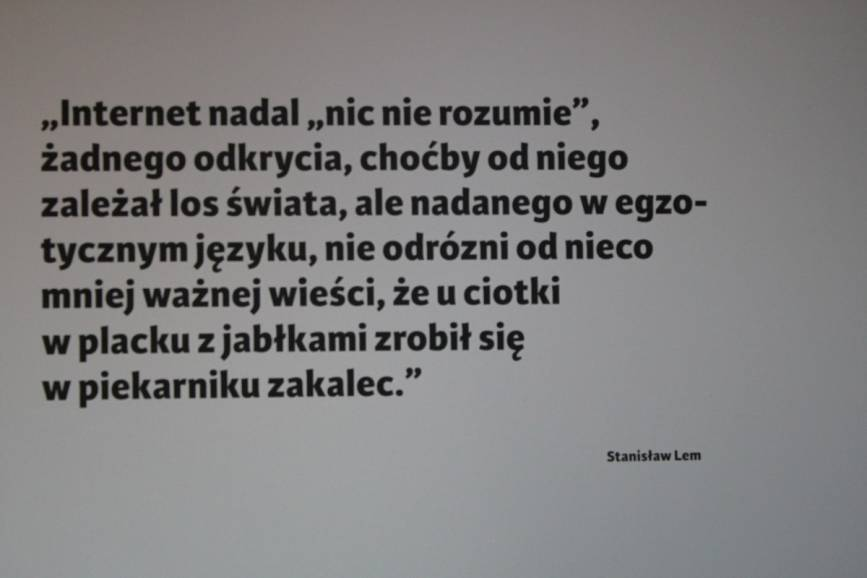 „Internet nadal „nic nie rozumie”,
żadnego odkrycia, choćby od niego
zależał los świata, ale nadanego w egzo-
tycznym języku, nie odrózni od nieco
mniej ważnej wieści, że u ciotki
w placku z jabłkami zrobił się
w piekarniku zakalec.”
Stanisław Lem